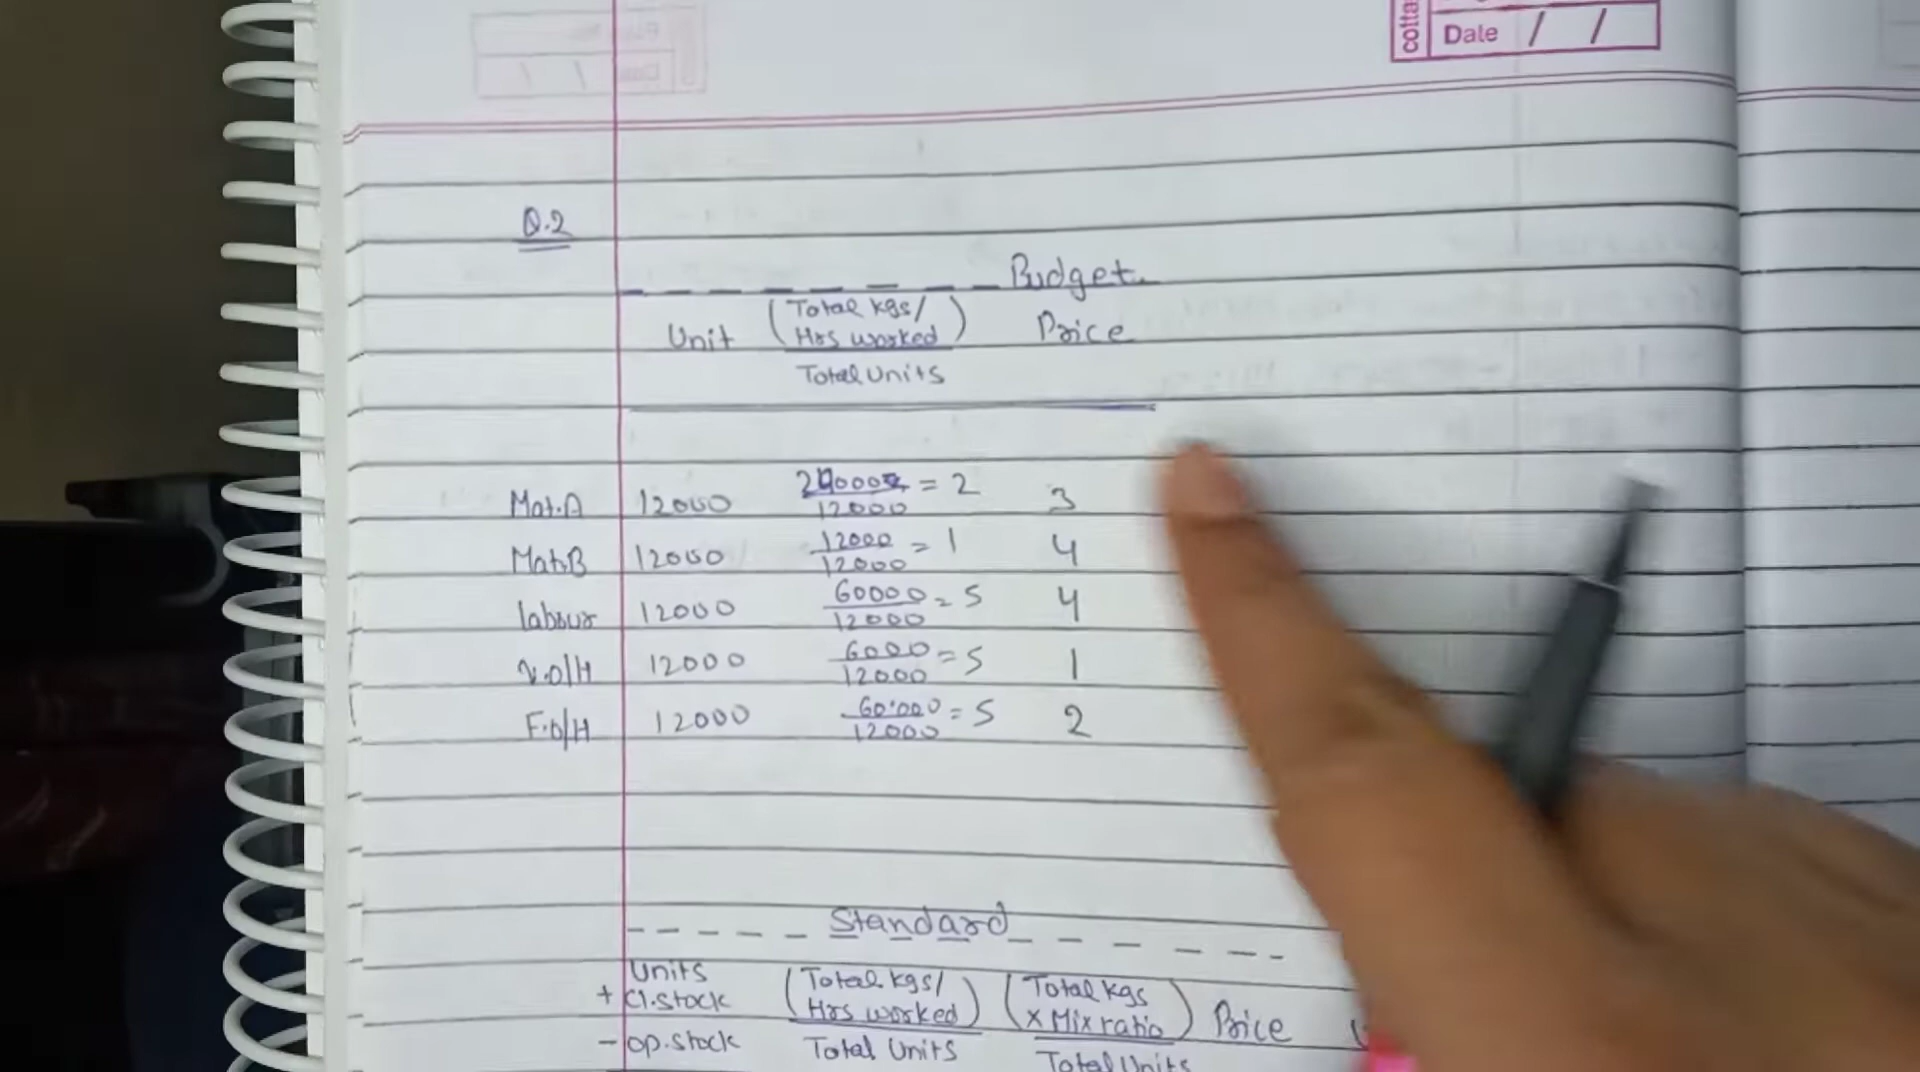 cotta
Date / /
Q.2
Budget
Unit (Total kgs/ Hrs worked) Price
Total Units
Mat.A 12000 24000 = 2 3
12000
Mat.B 12000 12000 = 1 4
12000
labour 12000 60000 = 5 4
12000
V.O/H 12000 6000 = 5 1
12000
F.O/H 12000 60'000 = 5 2
12000
Standard
Units (Total kgs/ (Total kgs
+ Cl.stock Hrs worked) x Mix ratio) Price
- op.stock Total Units Total Units